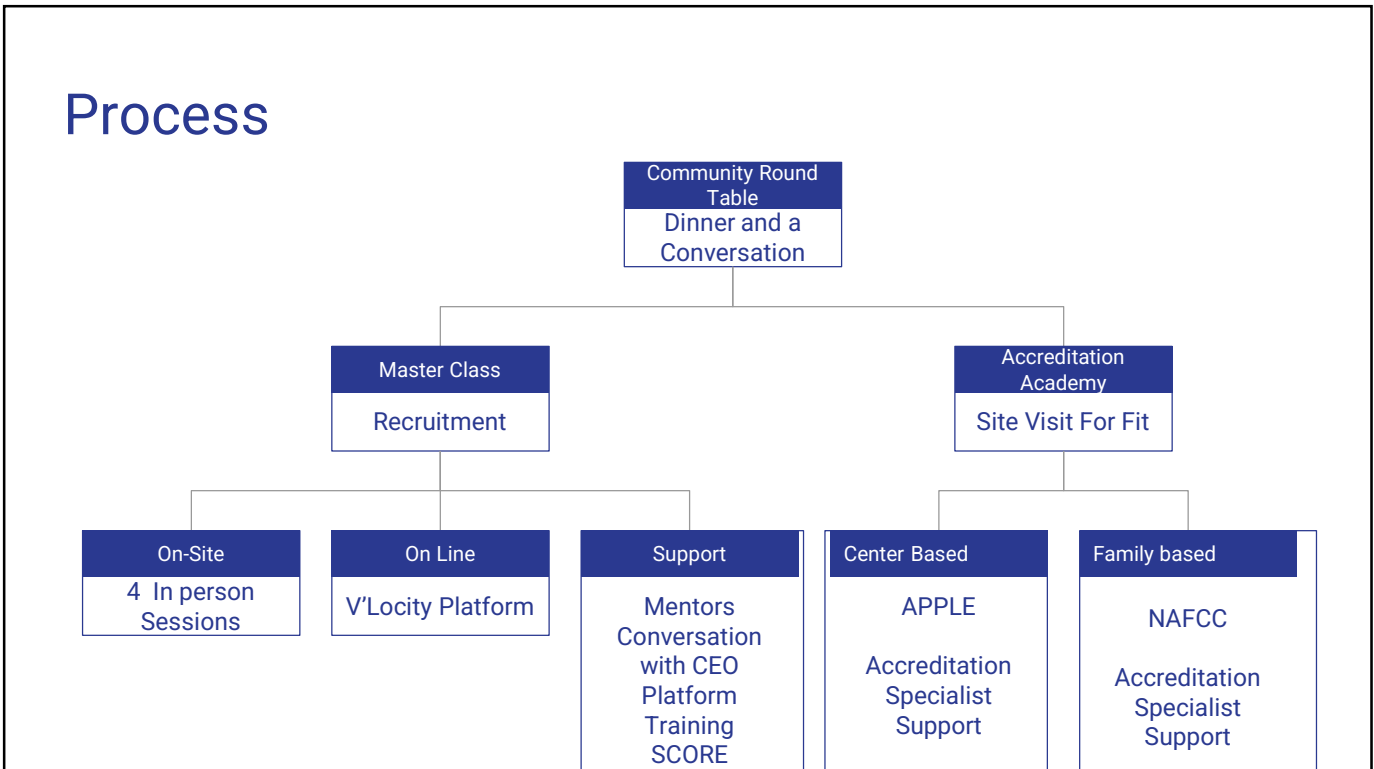 Process
Community Round
Table
Dinner and a
Conversation
Master Class
Recruitment
Accreditation
Academy
Site Visit For Fit
On-Site
4 In person
Sessions
On Line
V'Locity Platform
Support
Mentors
Conversation
with CEO
Platform
Training
SCORE
Center Based
APPLE
Accreditation
Specialist
Support
Family based
NAFCC
Accreditation
Specialist
Support